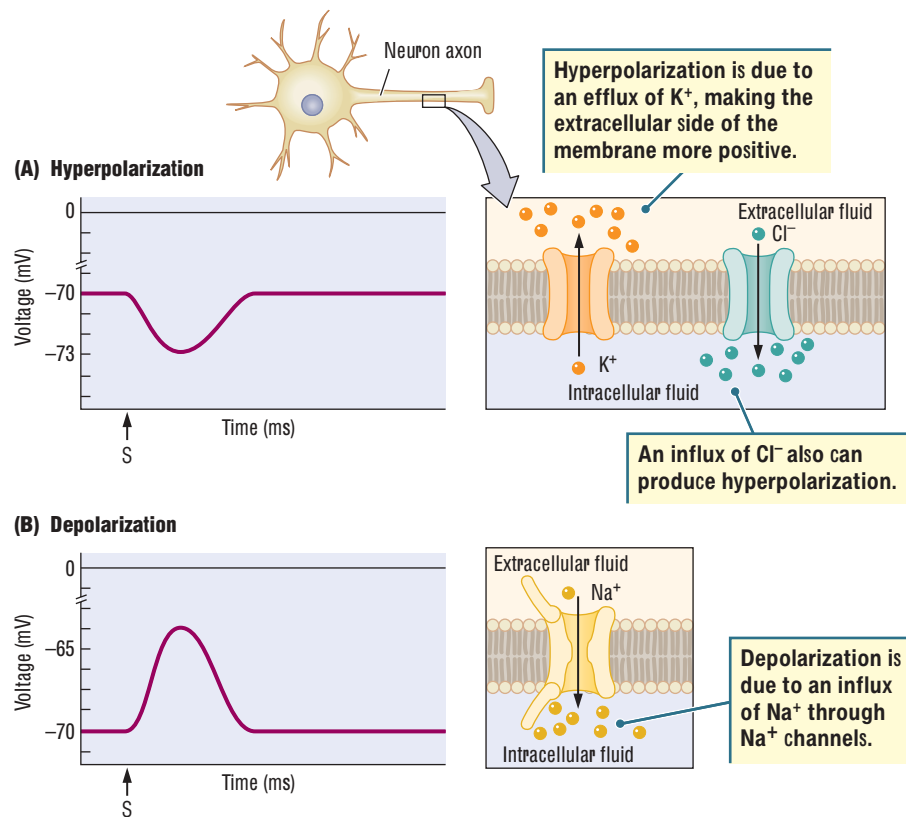 Neuron axon
Hyperpolarization is due to
an efflux of K⁺, making the
extracellular side of the
membrane more positive.
(A) Hyperpolarization
0
–70
–73
Voltage (mV)
Time (ms)
S
Extracellular fluid
Cl⁻
K⁺
Intracellular fluid
An influx of Cl⁻ also can
produce hyperpolarization.
(B) Depolarization
0
–65
–70
Voltage (mV)
Time (ms)
S
Extracellular fluid
Na⁺
Intracellular fluid
Depolarization is
due to an influx
of Na⁺ through
Na⁺ channels.